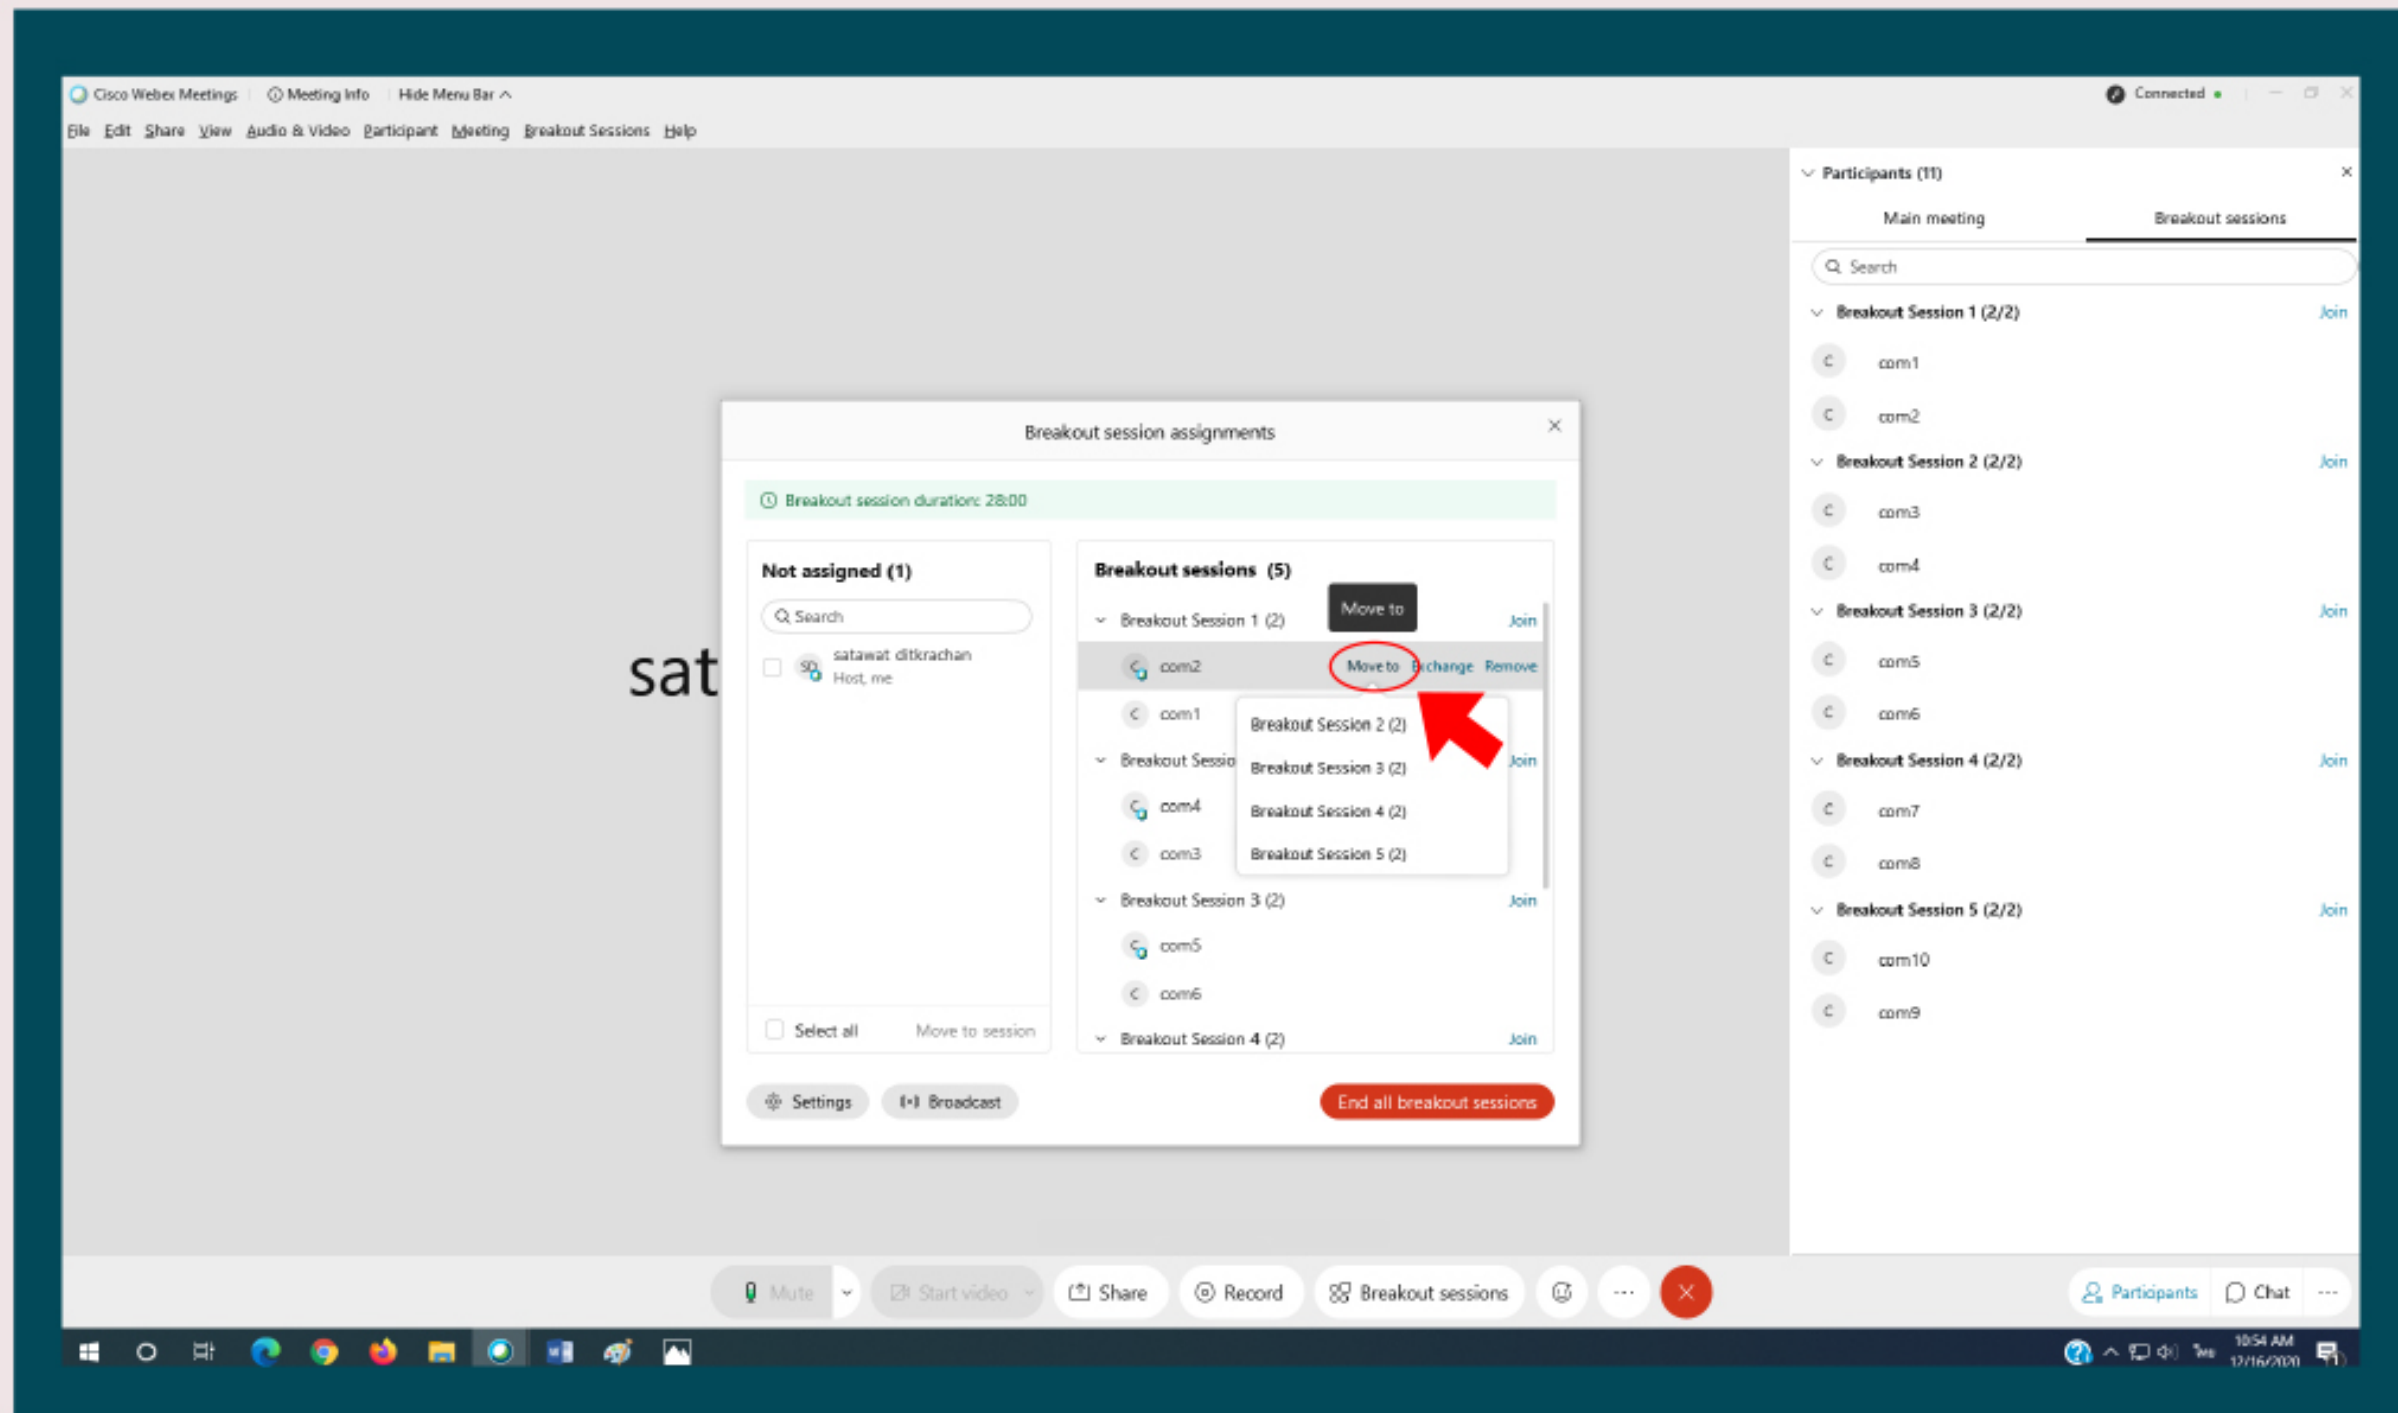 Cisco Webex Meetings Meeting Info Hide Menu Bar
Connected
File Edit Share View Audio & Video Participant Meeting Breakout Sessions Help
sat
Breakout session assignments
Breakout session duration: 28:00
Not assigned (1)
Search
SD satawat ditkrachan
Host, me
Select all Move to session
Breakout sessions (5)
Move to
Breakout Session 1 (2) Join
C com2 Move to Exchange Remove
C com1
Breakout Session 2 (2)
Breakout Sessio Join
Breakout Session 3 (2)
C com4
Breakout Session 4 (2)
C com3
Breakout Session 5 (2)
Breakout Session 3 (2) Join
C com5
C com6
Breakout Session 4 (2) Join
Settings Broadcast End all breakout sessions
Participants (11)
Main meeting Breakout sessions
Search
Breakout Session 1 (2/2) Join
C com1
C com2
Breakout Session 2 (2/2) Join
C com3
C com4
Breakout Session 3 (2/2) Join
C com5
C com6
Breakout Session 4 (2/2) Join
C com7
C com8
Breakout Session 5 (2/2) Join
C com10
C com9
Mute Start video Share Record Breakout sessions
Participants Chat
10:54 AM
12/16/2020